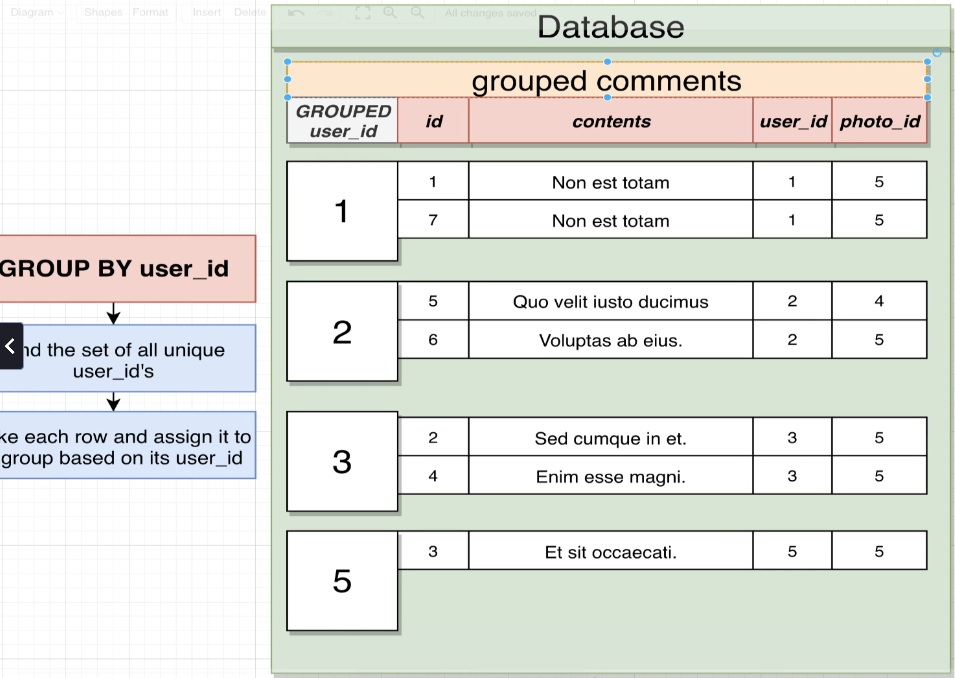 Diagram
Shapes
Format
Insert
Delete
All changes saved
Database
grouped comments
GROUPED
user_id
id
contents
user_id
photo_id
1
1 Non est totam 1 5
7 Non est totam 1 5
2
5 Quo velit iusto ducimus 2 4
6 Voluptas ab eius. 2 5
3
2 Sed cumque in et. 3 5
4 Enim esse magni. 3 5
5
3 Et sit occaecati. 5 5
GROUP BY user_id
nd the set of all unique
user_id's
ke each row and assign it to
group based on its user_id